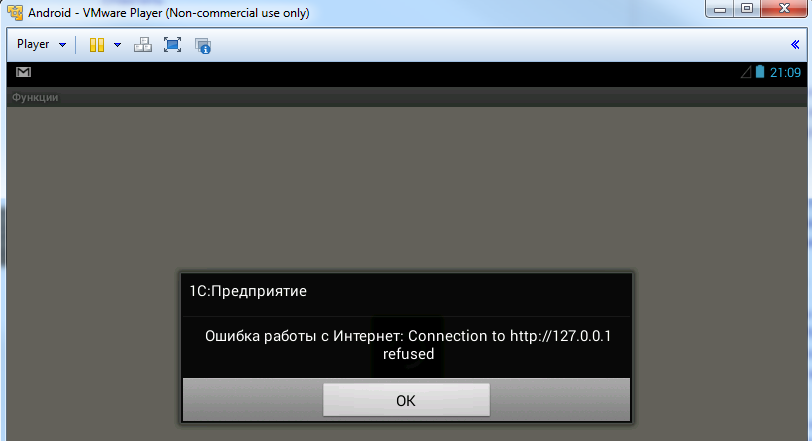 Android - VMware Player (Non-commercial use only)
Player
21:09
Функции
1С:Предприятие
Ошибка работы с Интернет: Connection to http://127.0.0.1
refused
OK